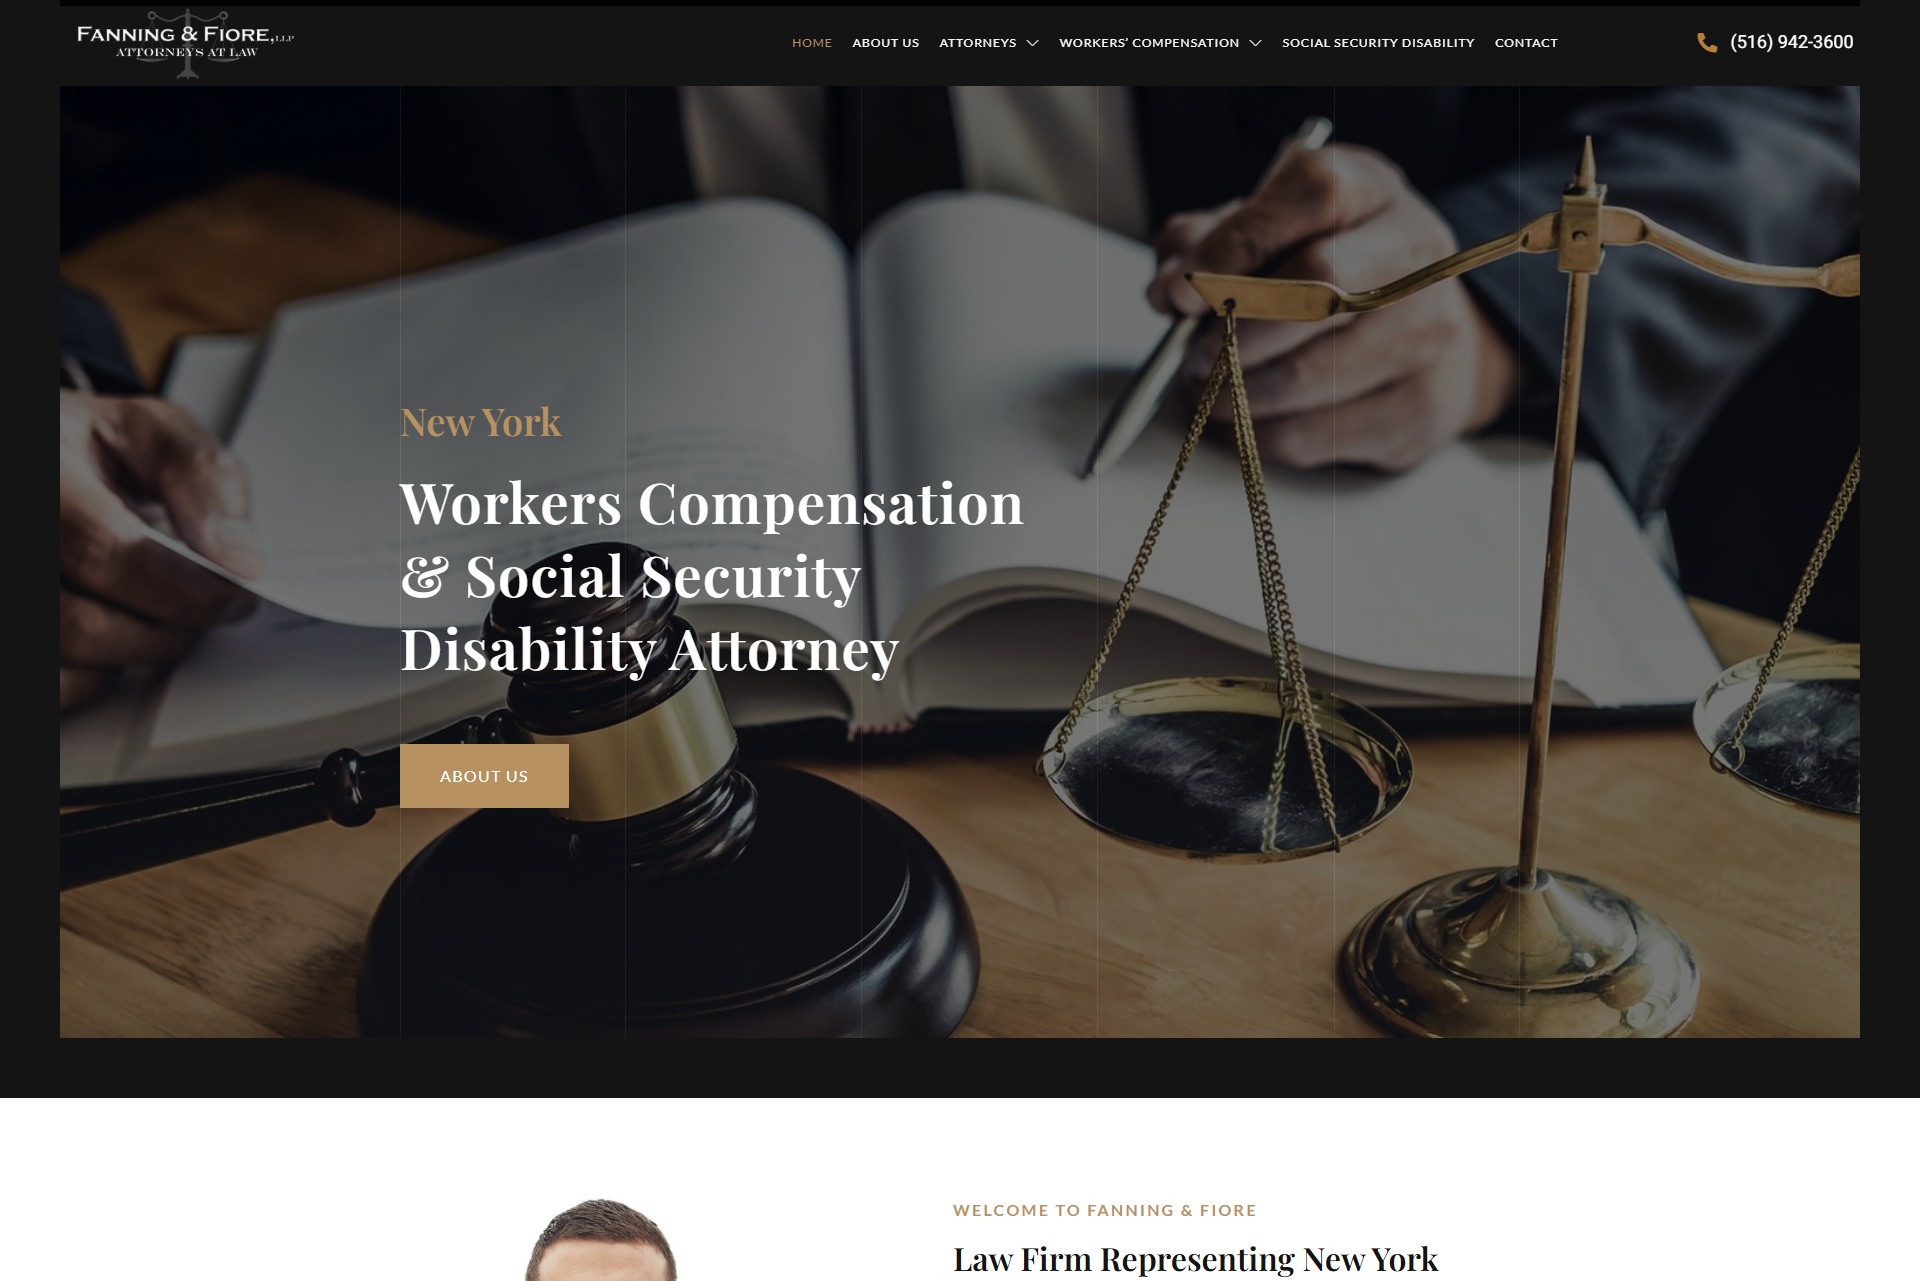 FANNING & FIORE, LLP
ATTORNEYS AT LAW
HOME ABOUT US ATTORNEYS WORKERS' COMPENSATION SOCIAL SECURITY DISABILITY CONTACT
(516) 942-3600
New York
Workers Compensation
& Social Security
Disability Attorney
ABOUT US
WELCOME TO FANNING & FIORE
Law Firm Representing New York